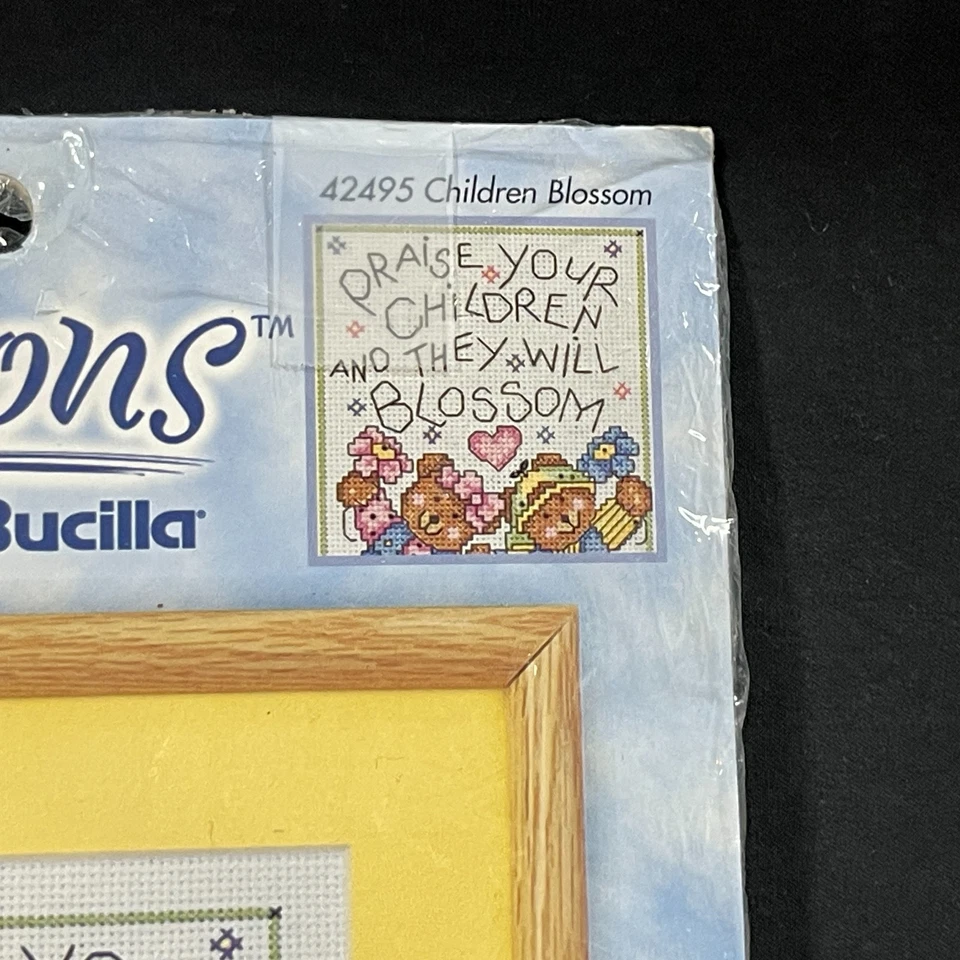 42495 Children Blossom
PRAiSE YOUR
CHiLDREN
AND THEY WiLL
BLOSSOM
ons™
Bucilla